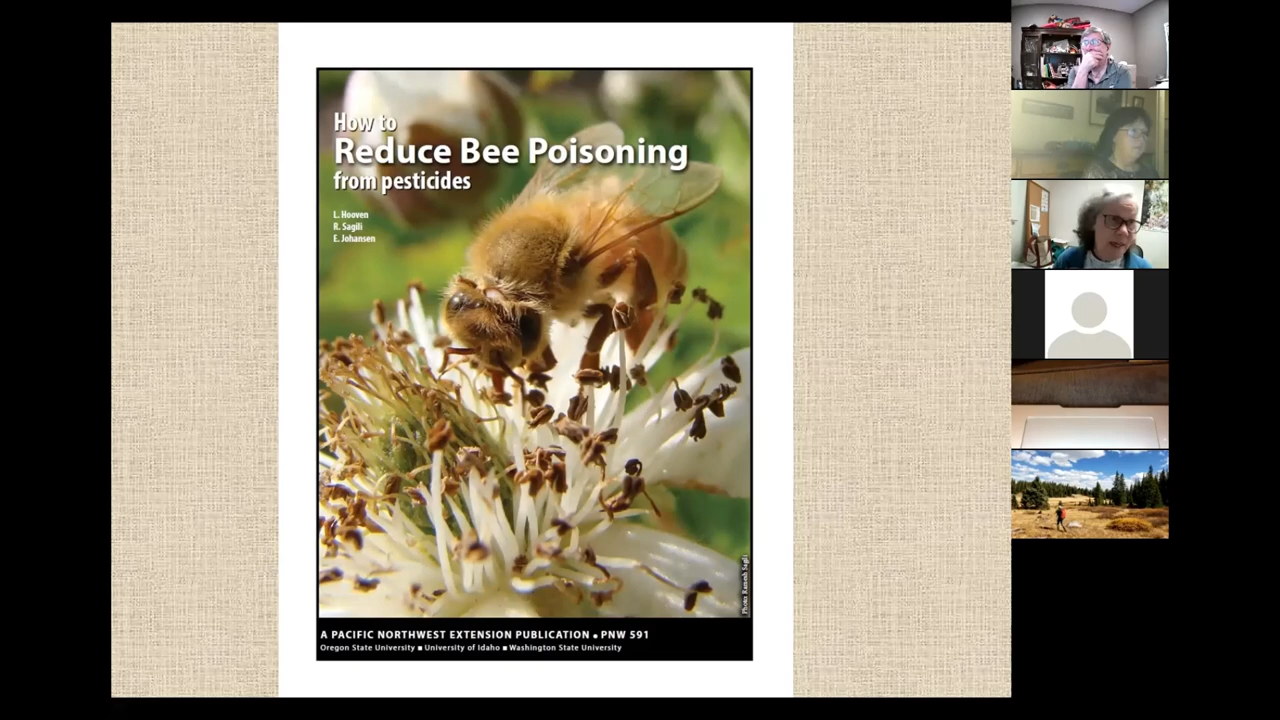 How to
Reduce Bee Poisoning
from pesticides
L. Hooven
R. Sagili
E. Johansen
Photo: Ramesh Sagili
A PACIFIC NORTHWEST EXTENSION PUBLICATION ● PNW 591
Oregon State University ■ University of Idaho ■ Washington State University